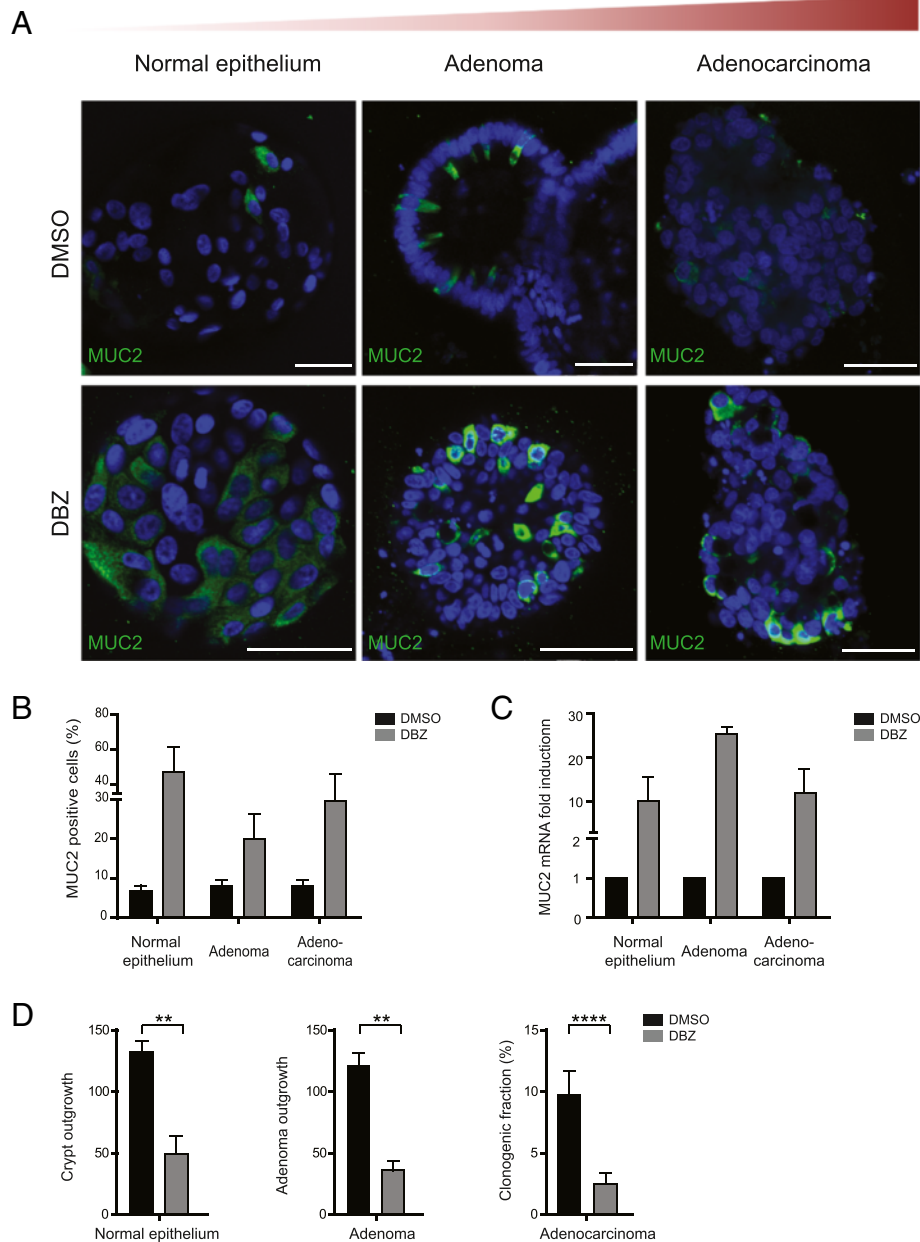 A
Normal epithelium
Adenoma
Adenocarcinoma
DMSO
MUC2
MUC2
MUC2
DBZ
MUC2
MUC2
MUC2
B
MUC2 positive cells (%)
80
60
40
30
20
10
0
DMSO
DBZ
Normal
epithelium
Adenoma
Adeno-
carcinoma
C
MUC2 mRNA fold inductionn
30
20
10
2
1
0
DMSO
DBZ
Normal
epithelium
Adenoma
Adeno-
carcinoma
D
Crypt outgrowth
150
100
50
0
**
Normal epithelium
Adenoma outgrowth
150
100
50
0
**
Adenoma
Clonogenic fraction (%)
15
10
5
0
****
Adenocarcinoma
DMSO
DBZ